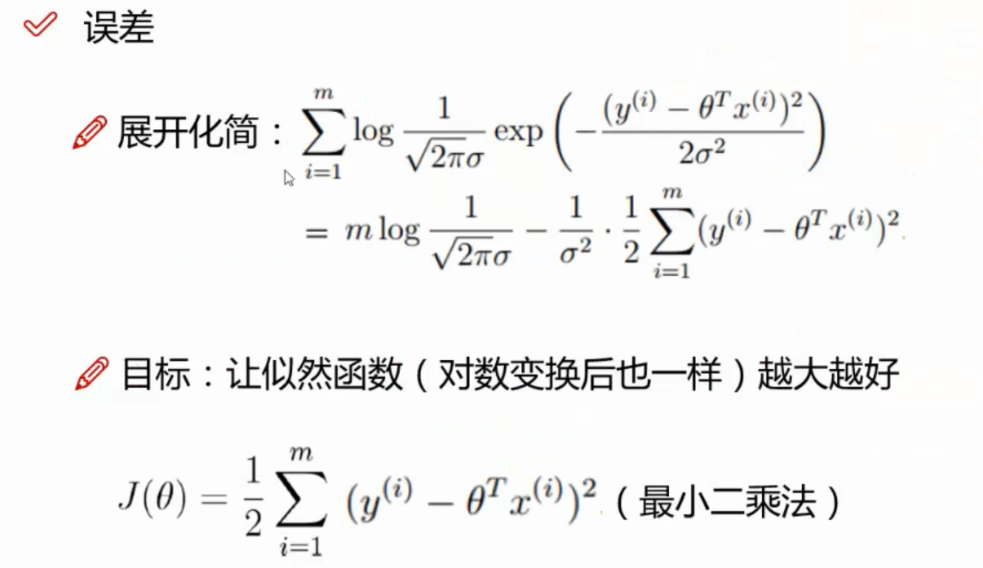 误差
展开化简：$\sum_{i=1}^{m} \log \frac{1}{\sqrt{2\pi}\sigma} \exp\left(-\frac{(y^{(i)} - \theta^T x^{(i)})^2}{2\sigma^2}\right)$
$= m \log \frac{1}{\sqrt{2\pi}\sigma} - \frac{1}{\sigma^2} \cdot \frac{1}{2} \sum_{i=1}^{m} (y^{(i)} - \theta^T x^{(i)})^2.$
目标：让似然函数（对数变换后也一样）越大越好
$J(\theta) = \frac{1}{2} \sum_{i=1}^{m} (y^{(i)} - \theta^T x^{(i)})^2.$（最小二乘法）